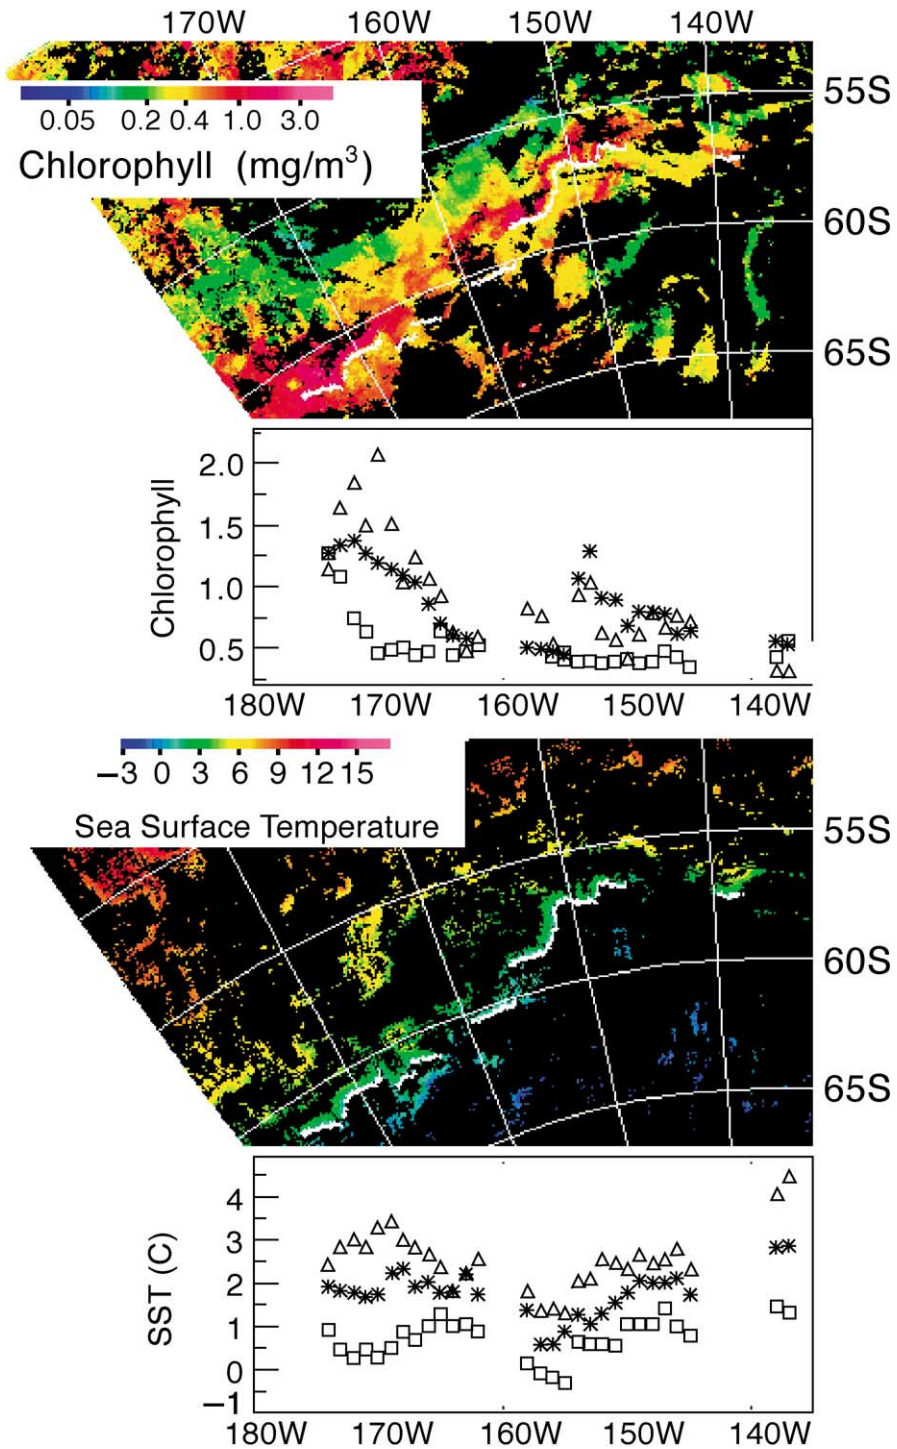 170W 160W 150W 140W
55S
0.05 0.2 0.4 1.0 3.0
Chlorophyll (mg/m3)
60S
65S
Chlorophyll
2.0
1.5
1.0
0.5
180W 170W 160W 150W 140W
−3 0 3 6 9 12 15
Sea Surface Temperature
55S
60S
65S
SST (C)
4
3
2
1
0
−1
180W 170W 160W 150W 140W